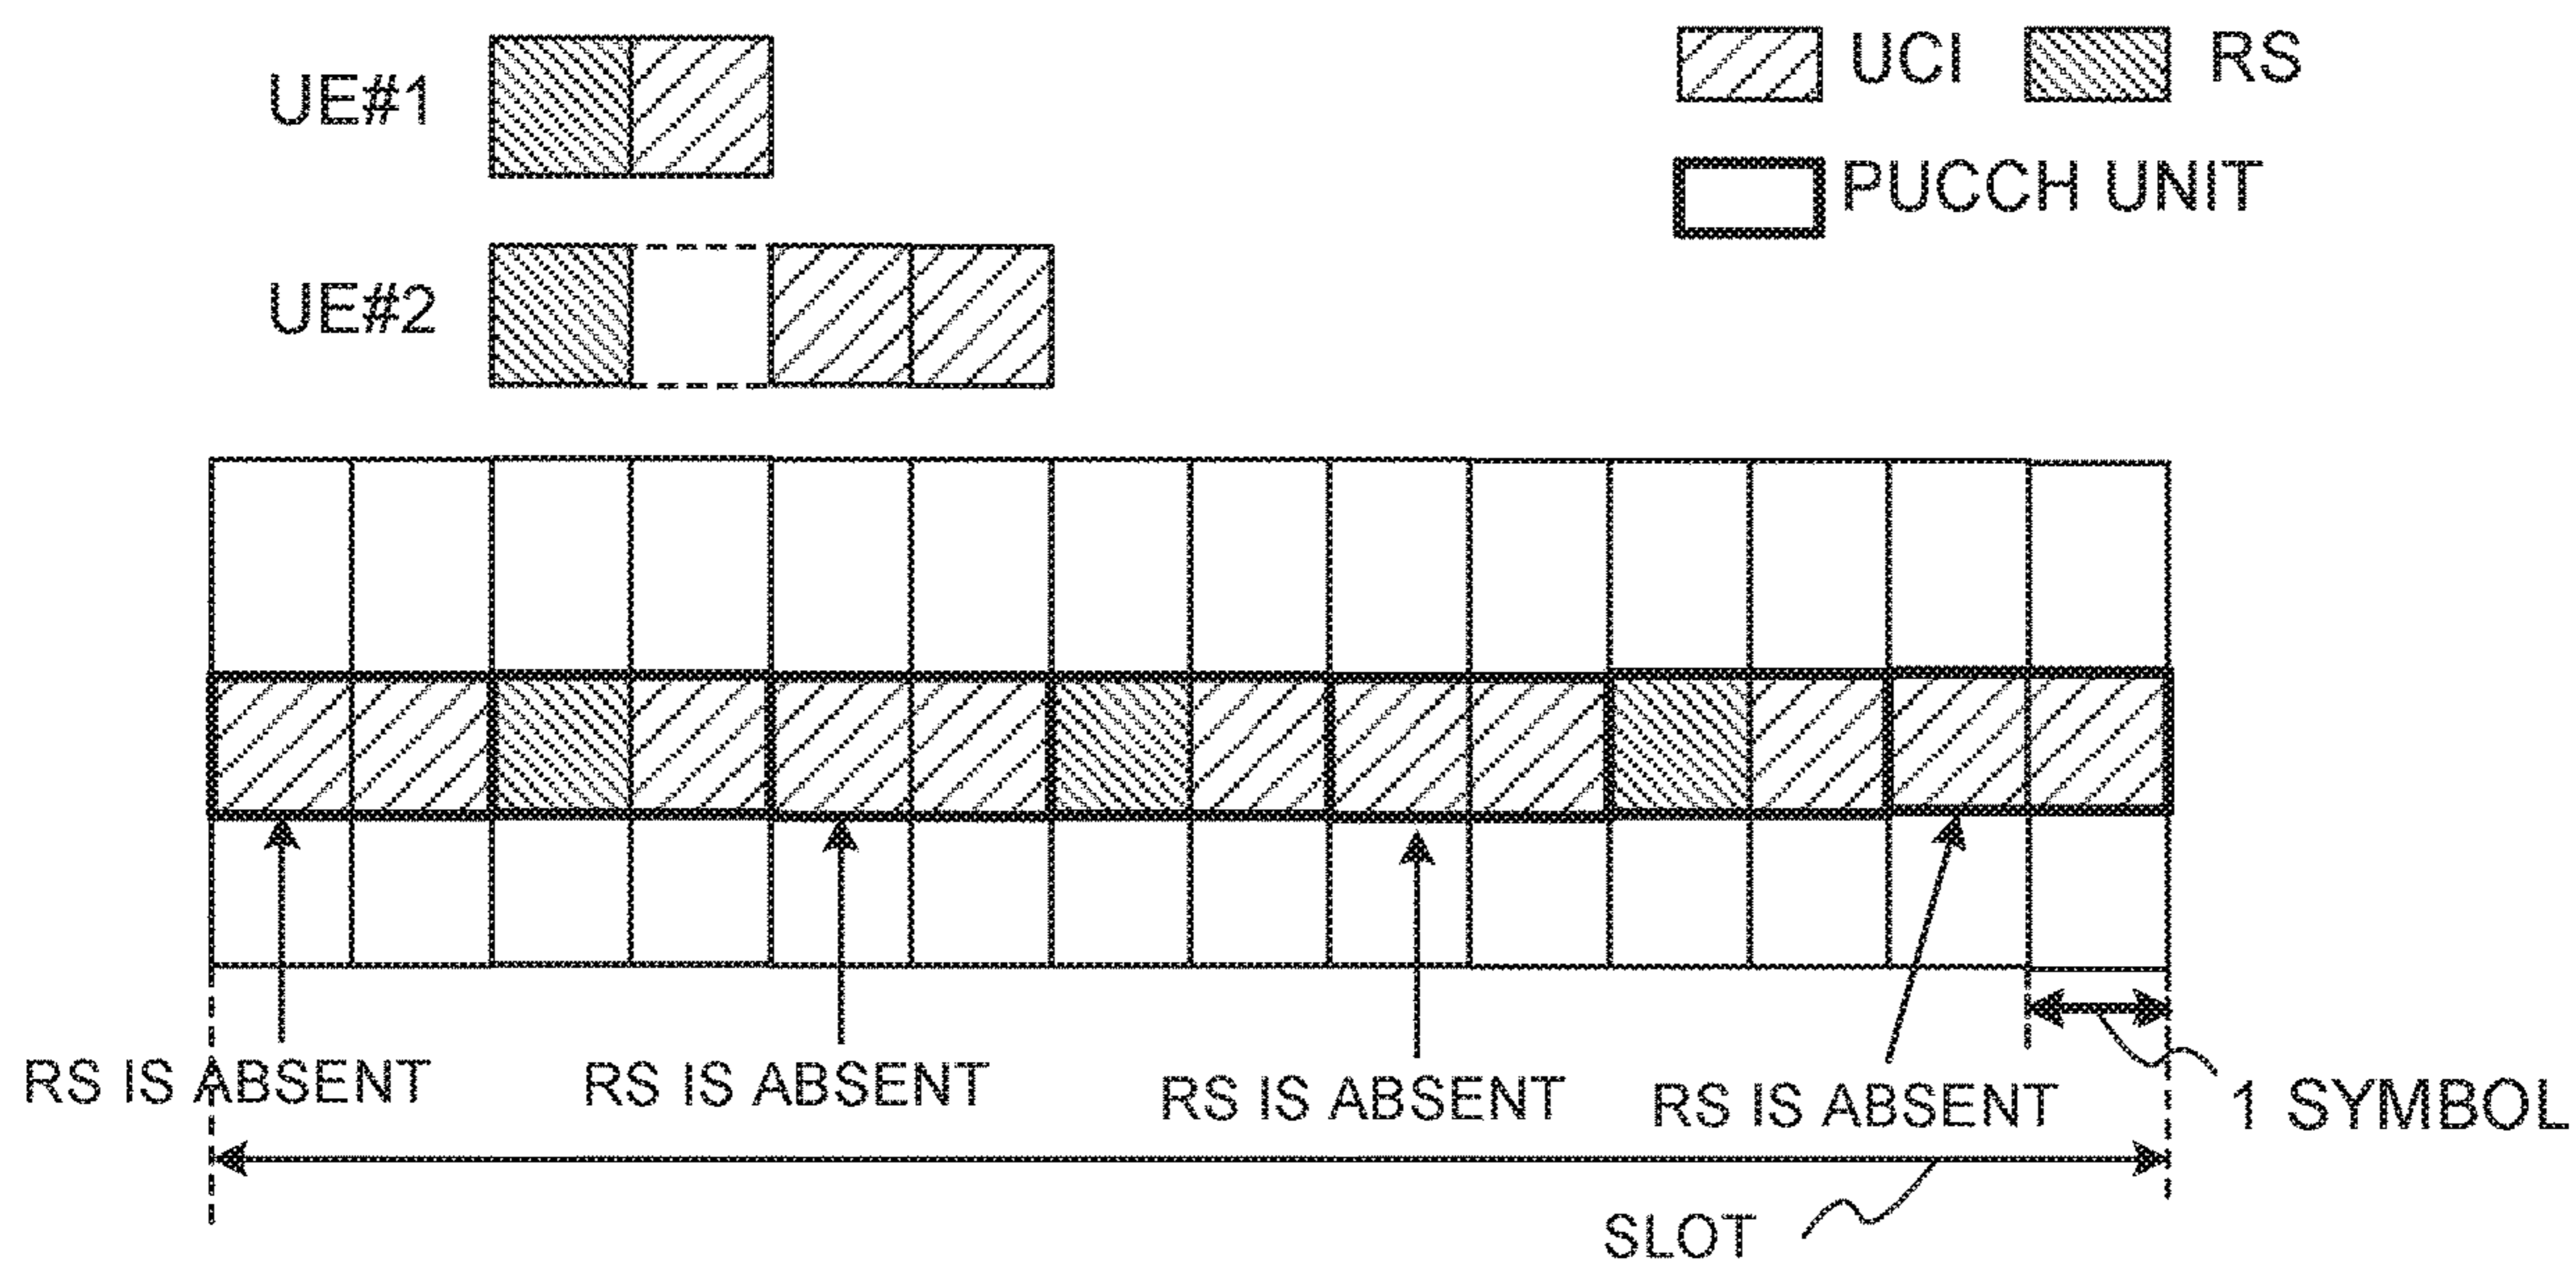 UE#1
UCI
RS
PUCCH UNIT
UE#2
RS IS ABSENT
RS IS ABSENT
RS IS ABSENT
RS IS ABSENT
1 SYMBOL
SLOT